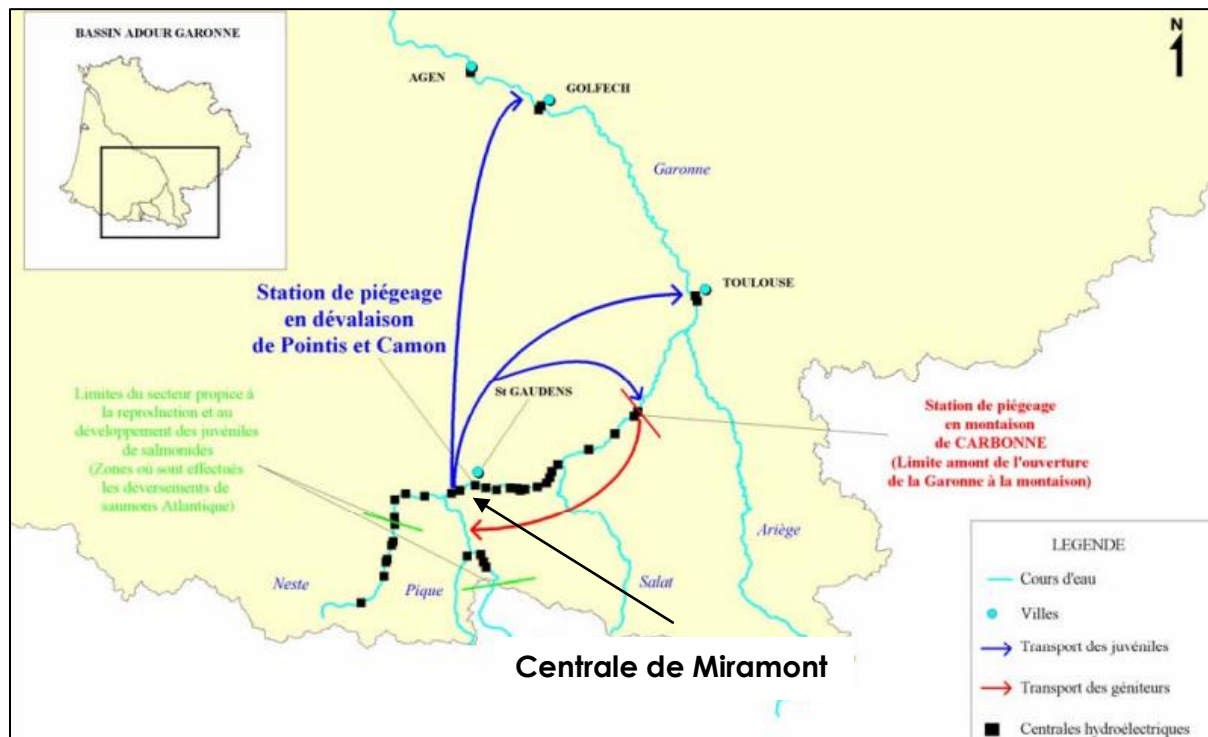 BASSIN ADOUR GARONNE
N
AGEN
GOLFECH
Garonne
TOULOUSE
Station de piégeage
en dévalaison
de Pointis et Camon
St GAUDENS
Limites du secteur propice à
la reproduction et au
développement des juvéniles
de salmonidés
(Zones où sont effectués
les déversements de
saumons Atlantique)
Station de piégeage
en montaison
de CARBONNE
(Limite amont de l'ouverture
de la Garonne à la montaison)
Neste
Pique
Salat
Ariège
Centrale de Miramont
LEGENDE
Cours d'eau
Villes
Transport des juvéniles
Transport des géniteurs
Centrales hydroélectriques